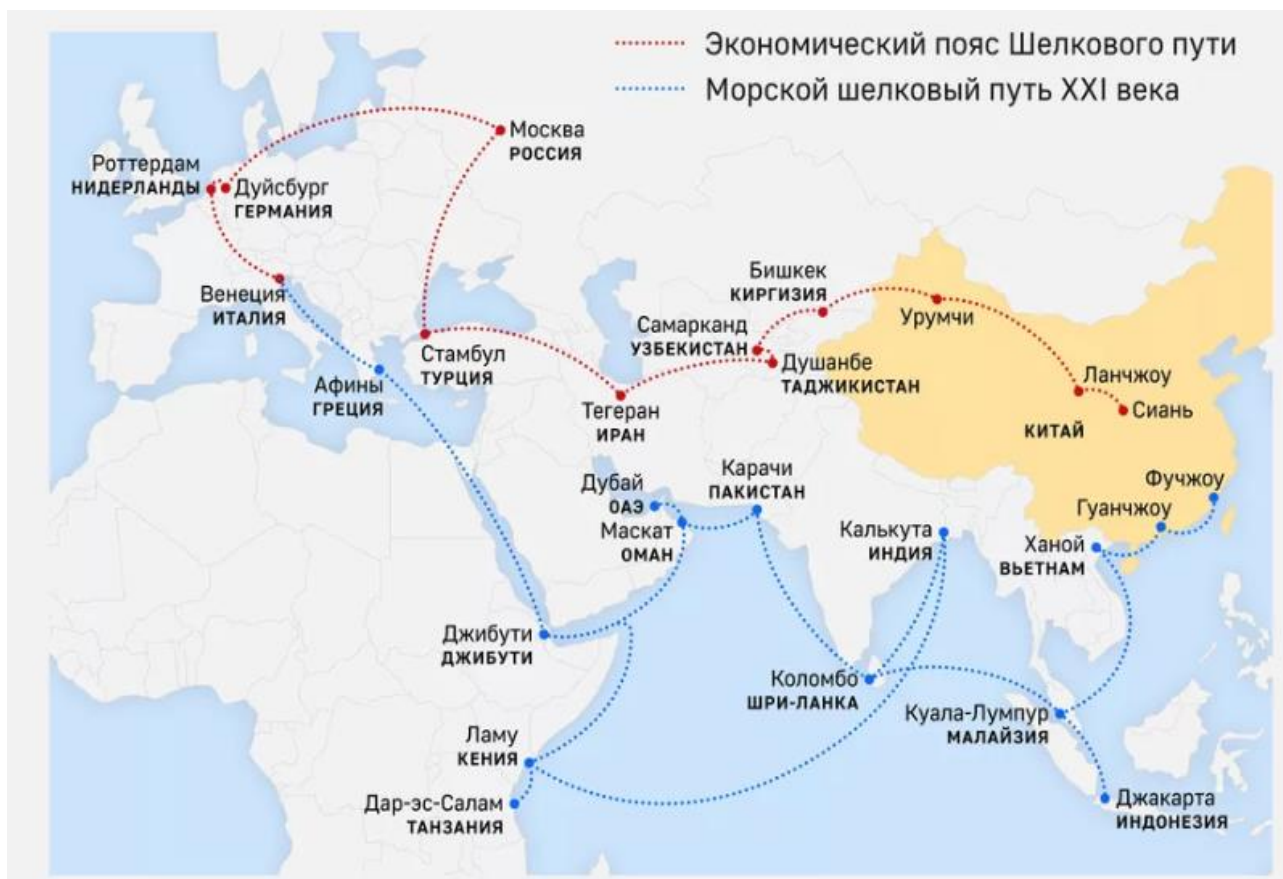 Экономический пояс Шелкового пути
Морской шелковый путь XXI века
Москва
РОССИЯ
Роттердам
НИДЕРЛАНДЫ
Дуйсбург
ГЕРМАНИЯ
Венеция
ИТАЛИЯ
Бишкек
КИРГИЗИЯ
Урумчи
Самарканд
УЗБЕКИСТАН
Стамбул
ТУРЦИЯ
Душанбе
ТАДЖИКИСТАН
Афины
ГРЕЦИЯ
Ланчжоу
Тегеран
ИРАН
Сиань
КИТАЙ
Дубай
ОАЭ
Карачи
ПАКИСТАН
Фучжоу
Гуанчжоу
Маскат
ОМАН
Калькута
ИНДИЯ
Ханой
ВЬЕТНАМ
Джибути
ДЖИБУТИ
Коломбо
ШРИ-ЛАНКА
Куала-Лумпур
МАЛАЙЗИЯ
Ламу
КЕНИЯ
Дар-эс-Салам
ТАНЗАНИЯ
Джакарта
ИНДОНЕЗИЯ